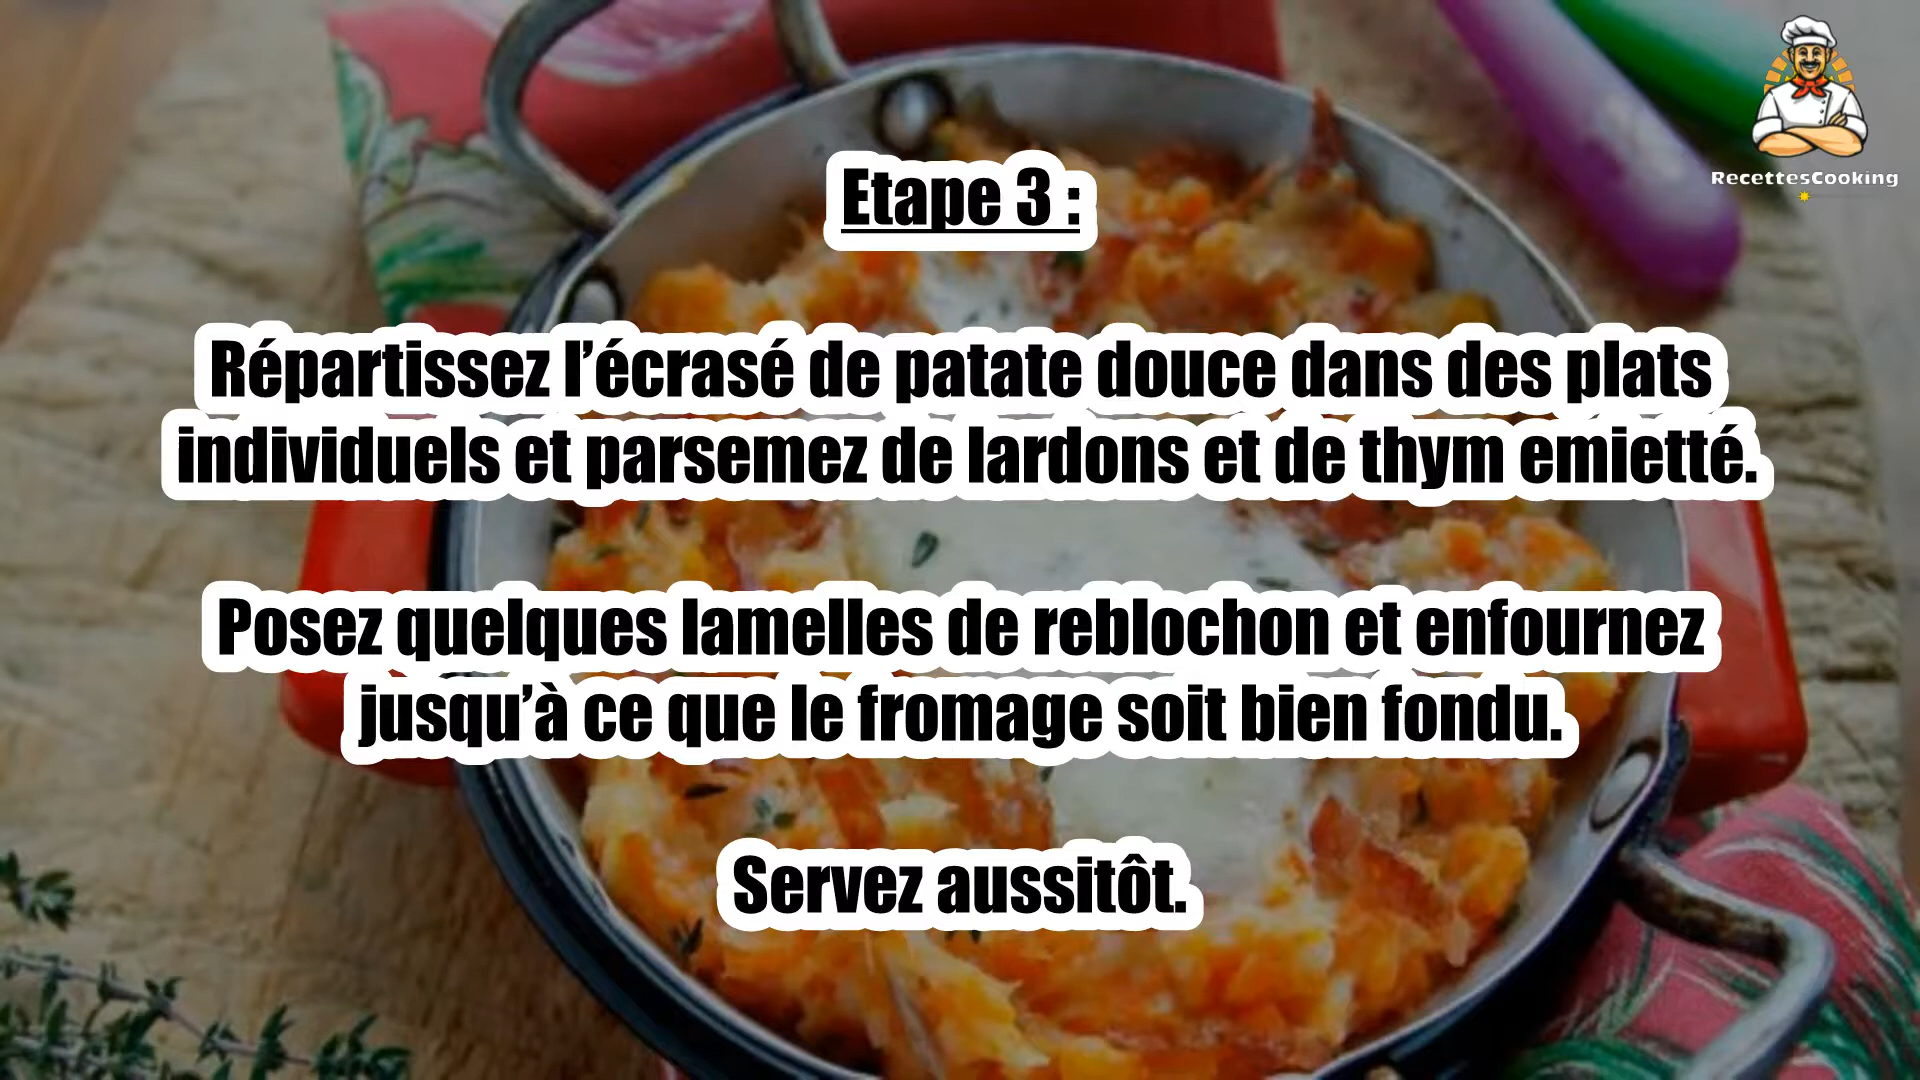 RecettesCooking
Etape 3 :
Répartissez l’écrasé de patate douce dans des plats
individuels et parsemez de lardons et de thym émietté.
Posez quelques lamelles de reblochon et enfournez
jusqu’à ce que le fromage soit bien fondu.
Servez aussitôt.